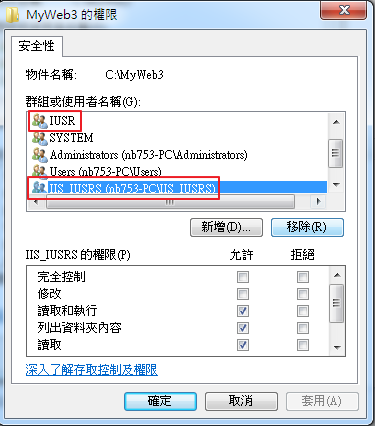 MyWeb3 的權限
安全性
物件名稱: C:\MyWeb3
群組或使用者名稱(G):
IUSR
SYSTEM
Administrators (nb753-PC\Administrators)
Users (nb753-PC\Users)
IIS_IUSRS (nb753-PC\IIS_IUSRS)
新增(D)... 移除(R)
IIS_IUSRS 的權限(P) 允許 拒絕
完全控制
修改
讀取和執行
列出資料夾內容
讀取
深入了解存取控制及權限
確定 取消 套用(A)